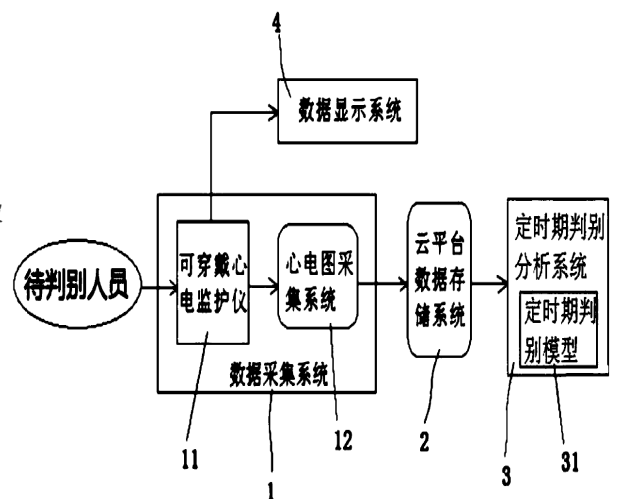 4
数据显示系统
待判别人员
可穿戴心
电监护仪
心电图采
集系统
数据采集系统
云平台
数据存
储系统
定时期判别
分析系统
定时期判
别模型
11
1
12
2
3
31